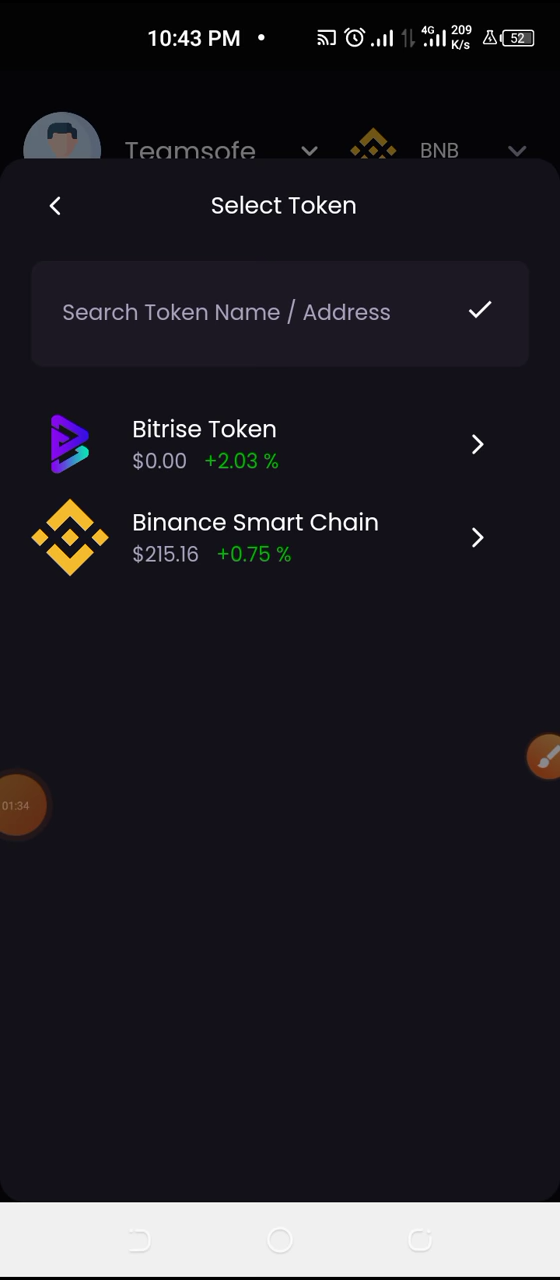 10:43 PM
4G 209 K/s
52
Teamsofe
BNB
Select Token
Search Token Name / Address
Bitrise Token
$0.00 +2.03 %
Binance Smart Chain
$215.16 +0.75 %
01:34